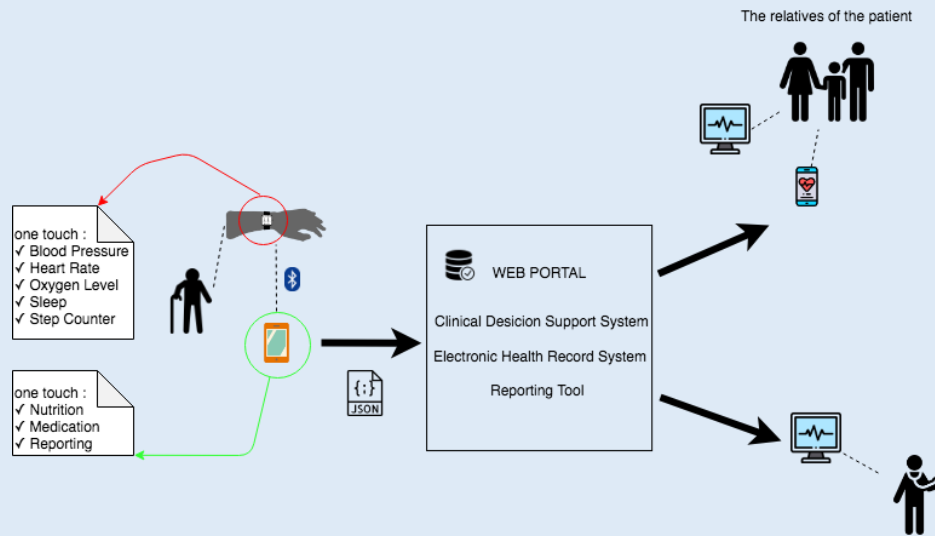 The relatives of the patient
one touch :
✓ Blood Pressure
✓ Heart Rate
✓ Oxygen Level
✓ Sleep
✓ Step Counter
one touch :
✓ Nutrition
✓ Medication
✓ Reporting
{;}
JSON
WEB PORTAL
Clinical Desicion Support System
Electronic Health Record System
Reporting Tool